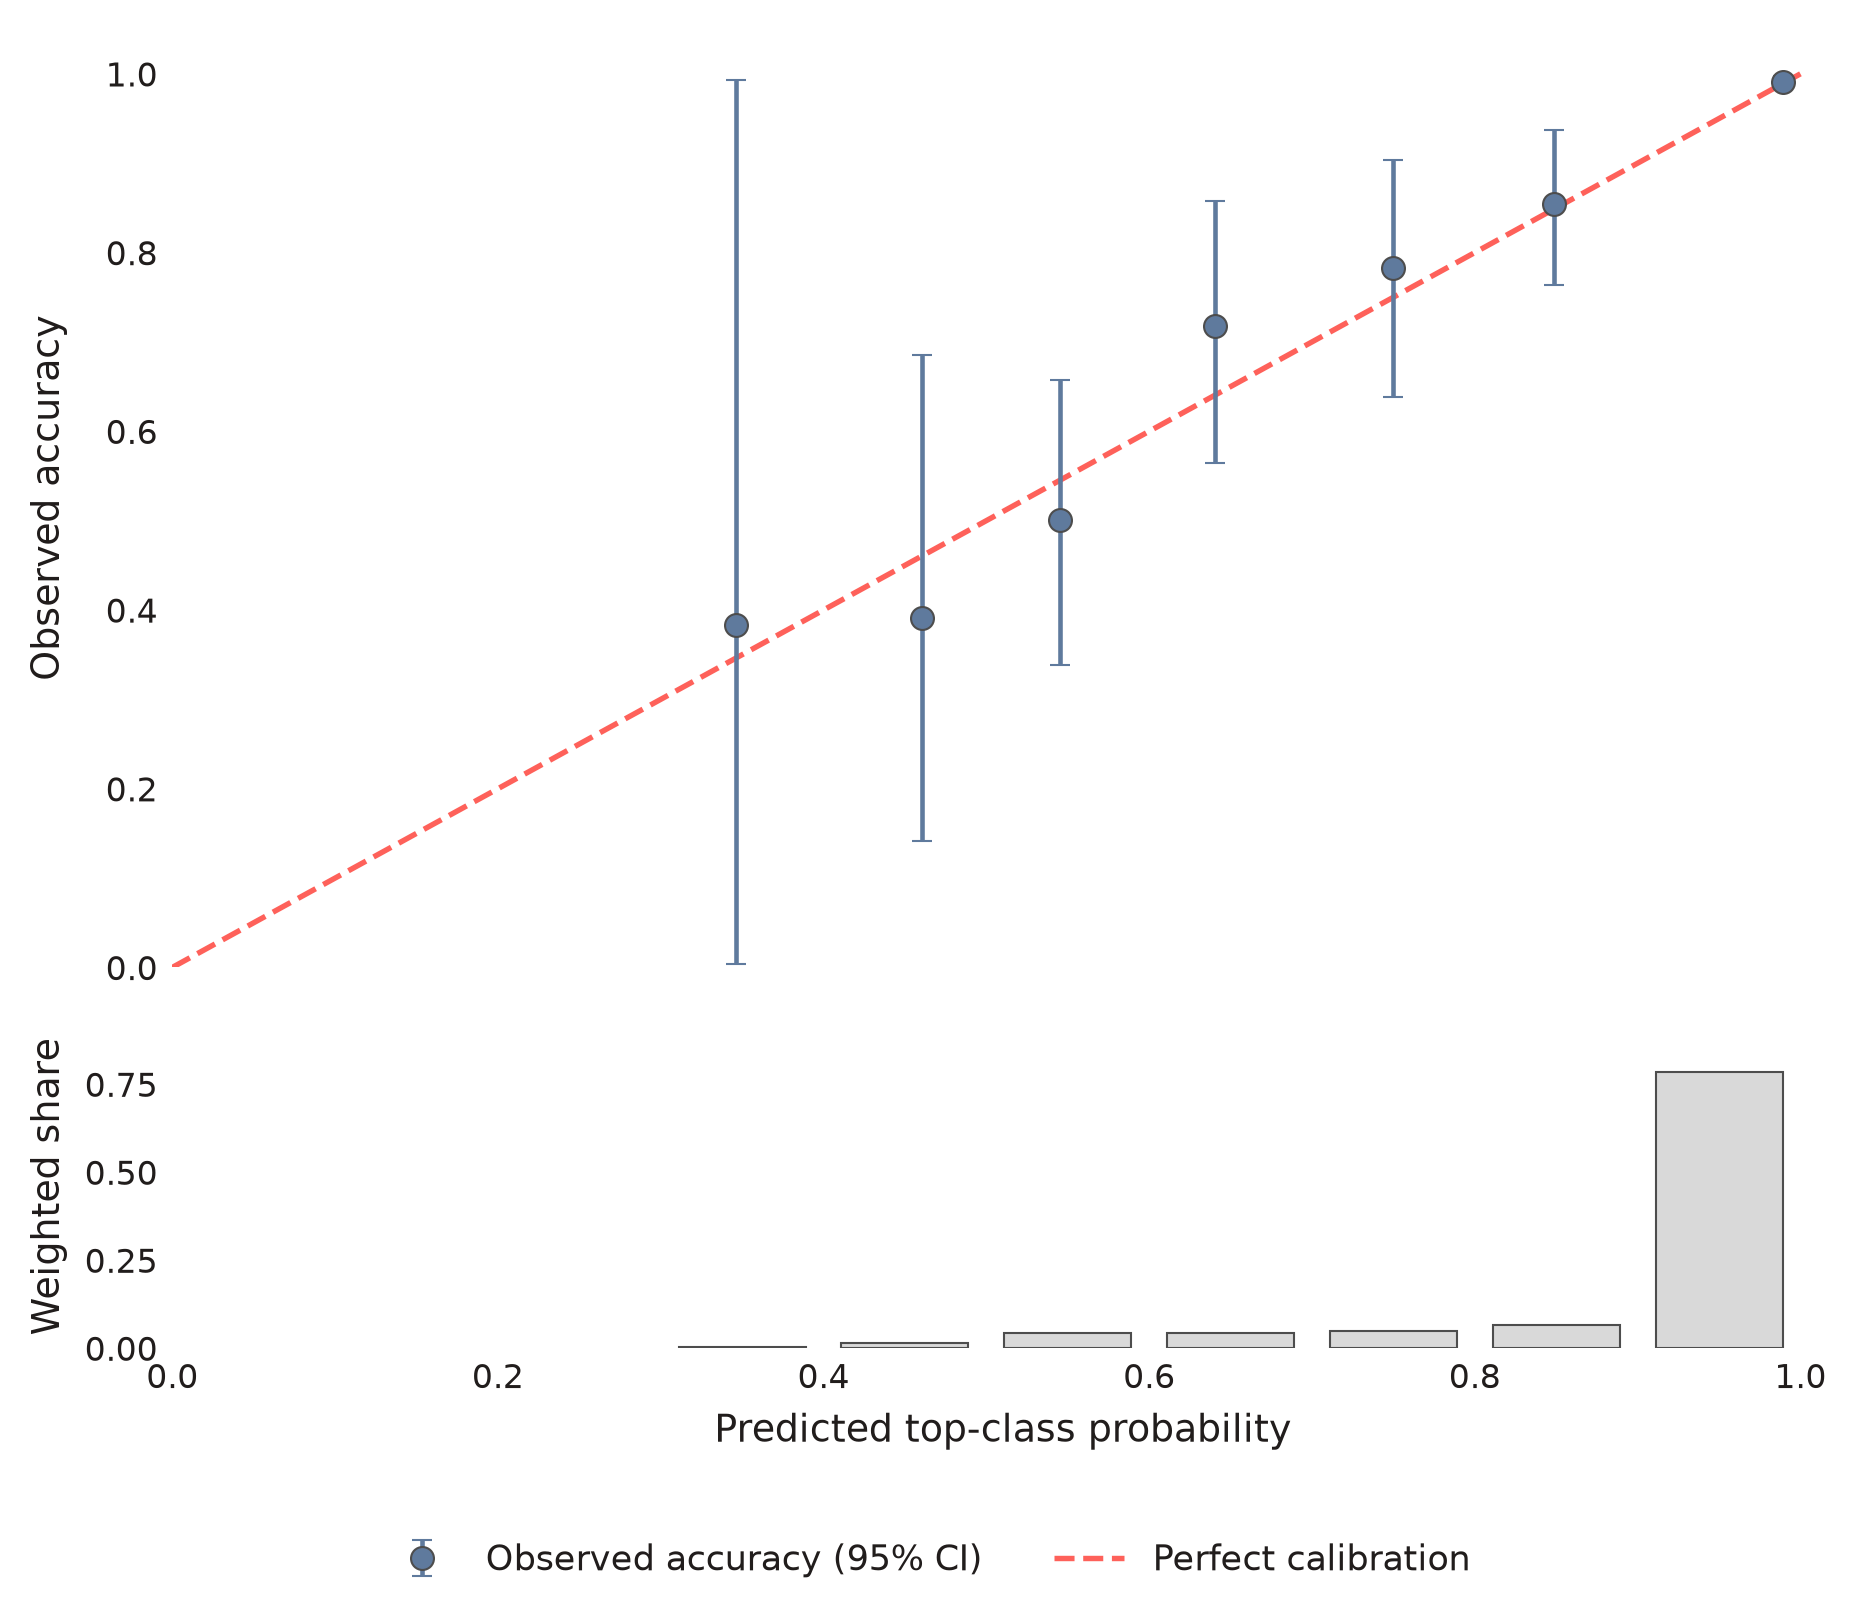 1.0
0.8
0.6
0.4
0.2
0.0
Observed accuracy
0.75
0.50
0.25
0.00
Weighted share
0.0 0.2 0.4 0.6 0.8 1.0
Predicted top-class probability
Observed accuracy (95% CI) Perfect calibration